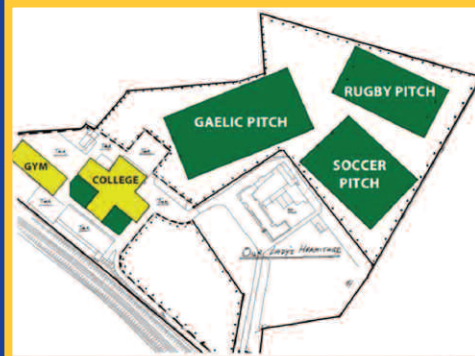 RUGBY PITCH
GAELIC PITCH
SOCCER
PITCH
GYM
COLLEGE
OUR LADY'S HERMITAGE